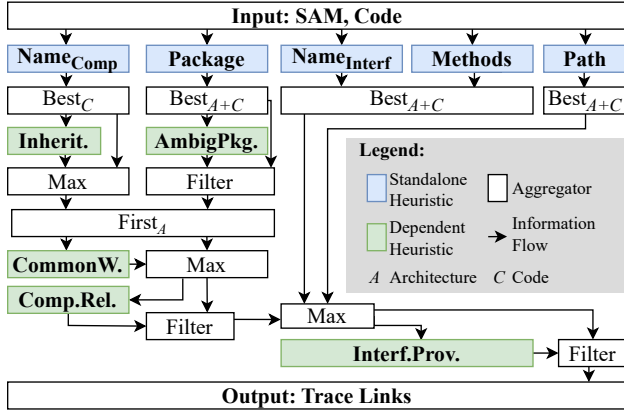 Input: SAM, Code
Name_Comp Package Name_Interf Methods Path
Best_C Best_A+C Best_A+C Best_A+C
Inherit. AmbigPkg.
Max Filter
First_A
CommonW. Max
Comp.Rel. Filter
Max
Interf.Prov. Filter
Output: Trace Links
Legend:
Standalone Heuristic
Aggregator
Dependent Heuristic
Information Flow
A Architecture
C Code